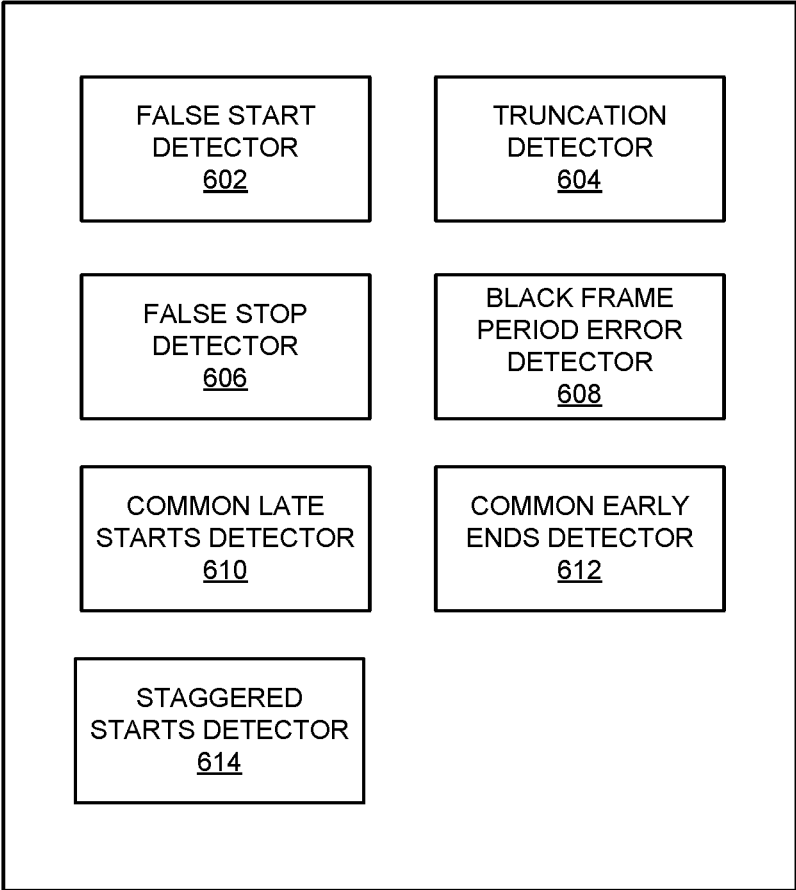 FALSE START
DETECTOR
602
TRUNCATION
DETECTOR
604
FALSE STOP
DETECTOR
606
BLACK FRAME
PERIOD ERROR
DETECTOR
608
COMMON LATE
STARTS DETECTOR
610
COMMON EARLY
ENDS DETECTOR
612
STAGGERED
STARTS DETECTOR
614